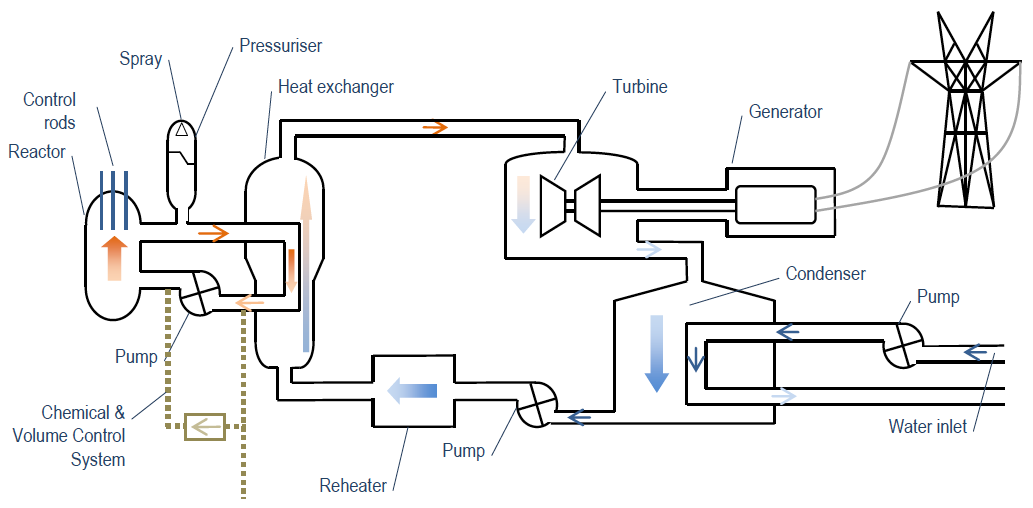 Pressuriser
Spray
Heat exchanger
Turbine
Control
rods
Generator
Reactor
Condenser
Pump
Pump
Chemical &
Volume Control
System
Water inlet
Pump
Reheater